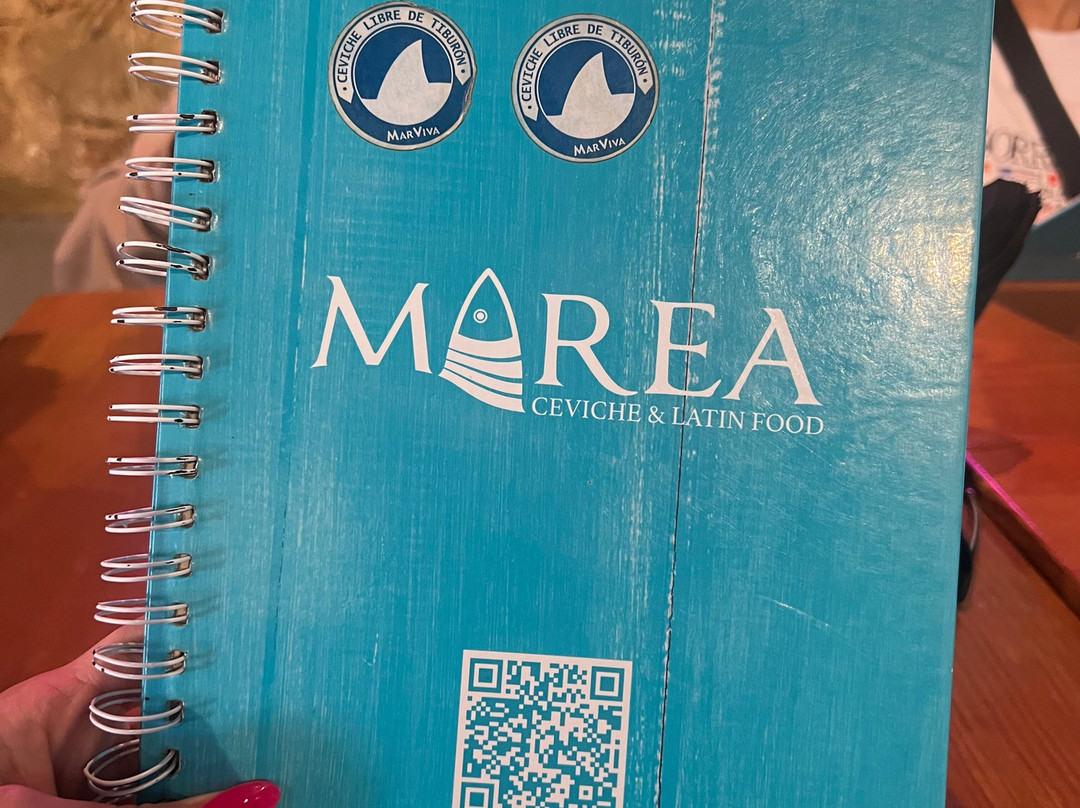 CEVICHE LIBRE DE TIBURÓN
MARVIVA
CEVICHE LIBRE DE TIBURÓN
MARVIVA
MAREA
CEVICHE & LATIN FOOD